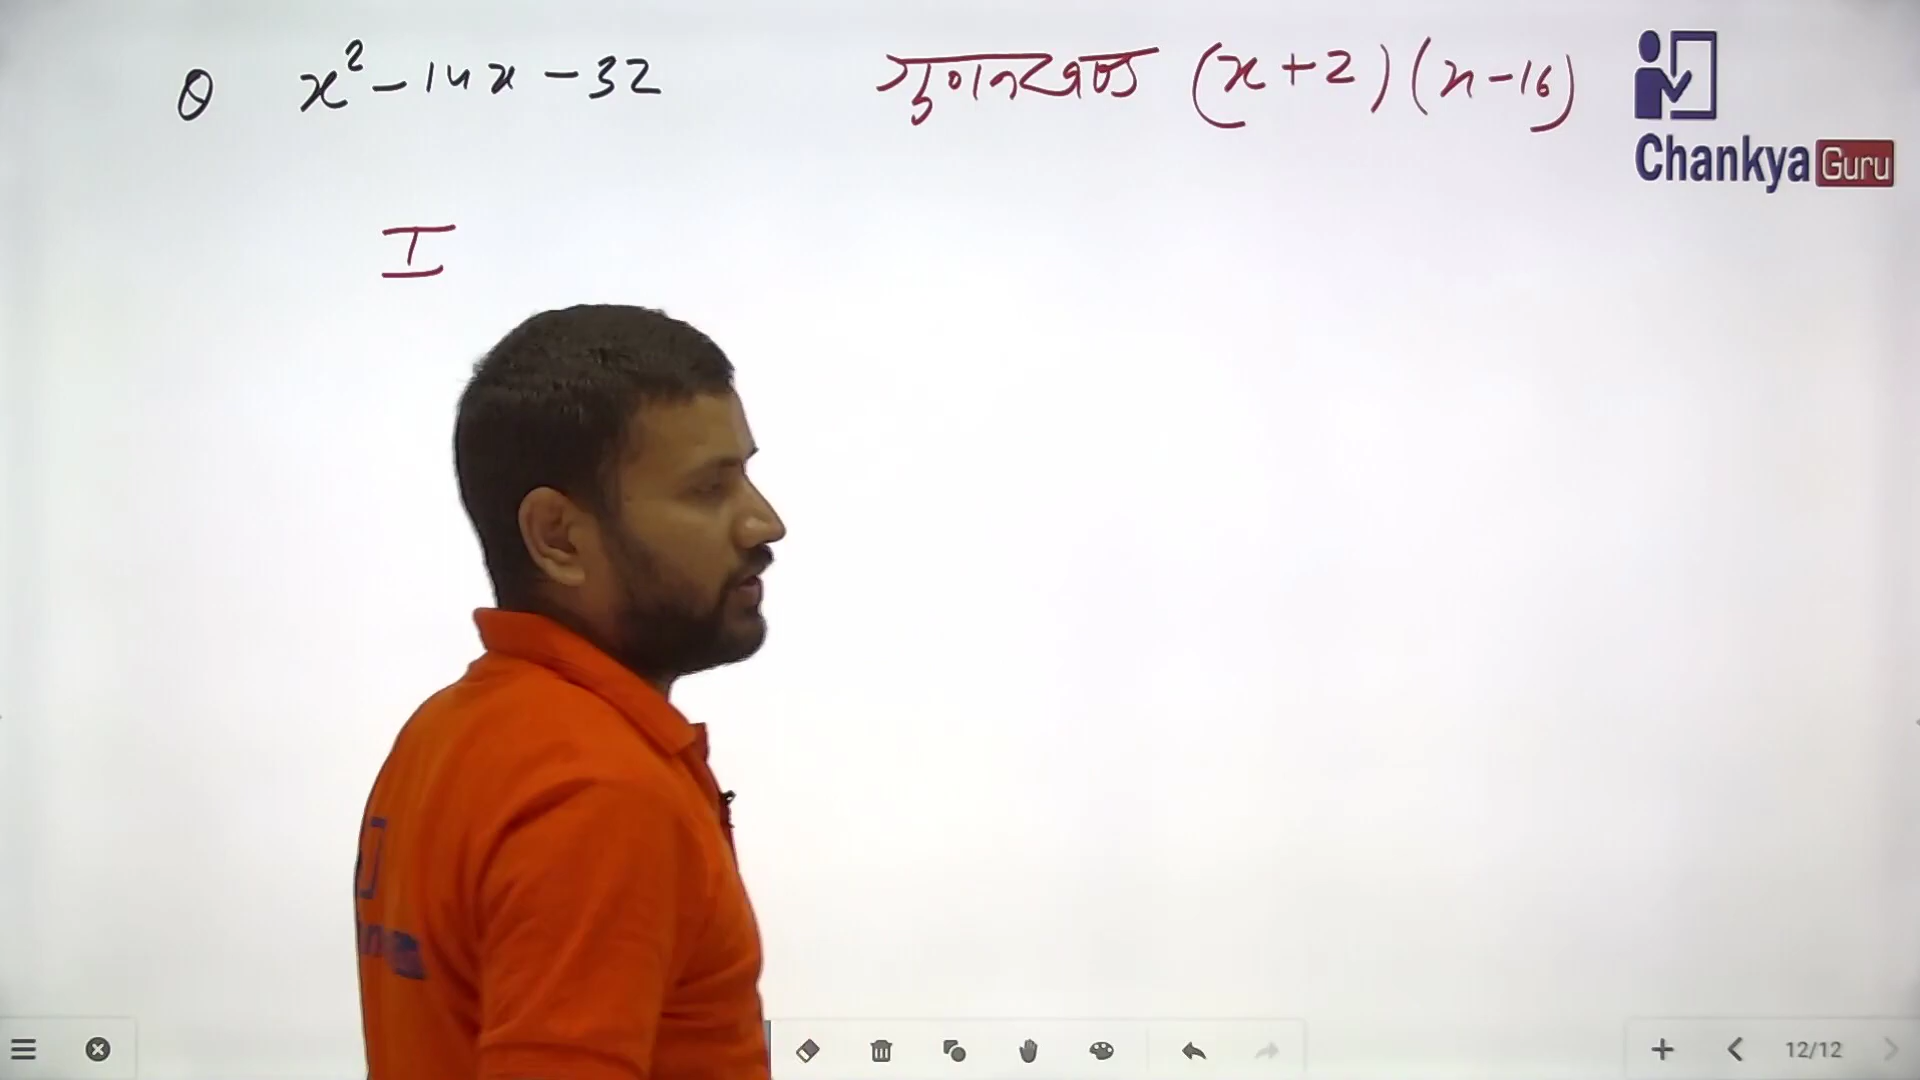 Q x² - 14x - 32
गुणनखण्ड (x+2)(x-16)
Chankya Guru
I
12/12